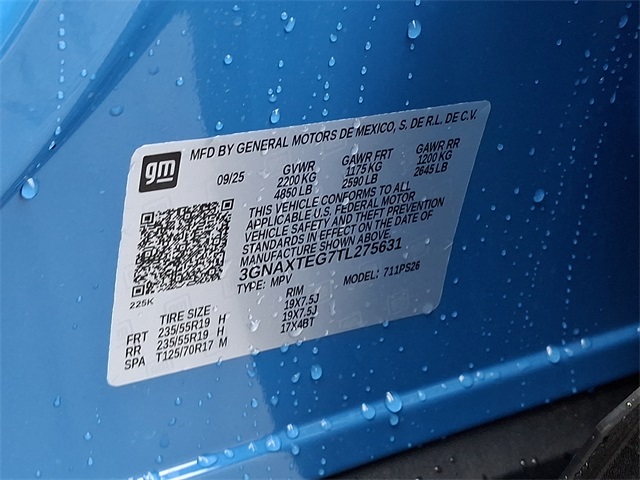 gm
MFD BY GENERAL MOTORS DE MEXICO, S. DE R.L. DE C.V.
09/25 GVWR GAWR FRT GAWR RR
2200 KG 1175 KG 1200 KG
4850 LB 2590 LB 2645 LB
THIS VEHICLE CONFORMS TO ALL
APPLICABLE U.S. FEDERAL MOTOR
VEHICLE SAFETY AND THEFT PREVENTION
STANDARDS IN EFFECT ON THE DATE OF
MANUFACTURE SHOWN ABOVE.
3GNAXTEG7TL275631
TYPE: MPV MODEL: 711PS26
225K
TIRE SIZE RIM
FRT 235/55R19 H 19X7.5J
RR 235/55R19 H 19X7.5J
SPA T125/70R17 M 17X4BT